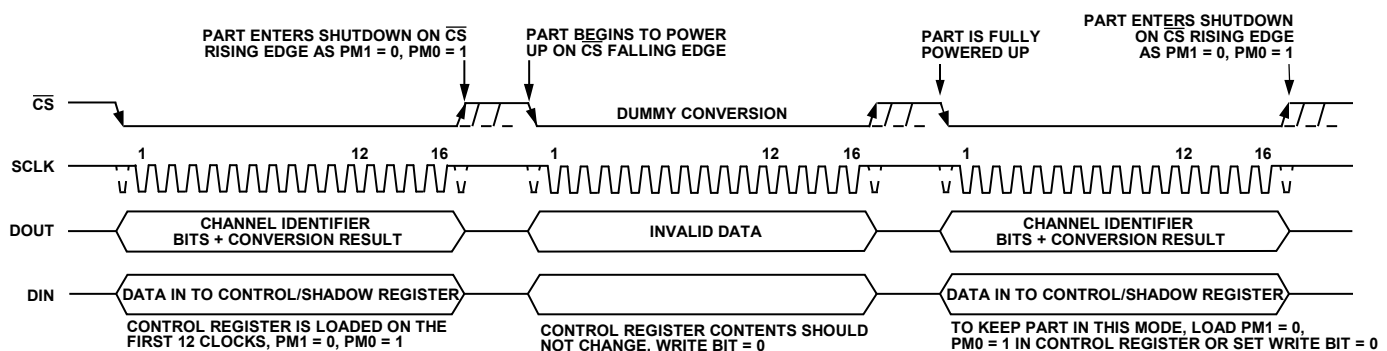 PART ENTERS SHUTDOWN ON CS
RISING EDGE AS PM1 = 0, PM0 = 1
PART BEGINS TO POWER
UP ON CS FALLING EDGE
PART IS FULLY
POWERED UP
PART ENTERS SHUTDOWN
ON CS RISING EDGE
AS PM1 = 0, PM0 = 1
CS
DUMMY CONVERSION
SCLK
1 12 16
1 12 16
1 12 16
DOUT
CHANNEL IDENTIFIER
BITS + CONVERSION RESULT
INVALID DATA
CHANNEL IDENTIFIER
BITS + CONVERSION RESULT
DIN
DATA IN TO CONTROL/SHADOW REGISTER
DATA IN TO CONTROL/SHADOW REGISTER
CONTROL REGISTER IS LOADED ON THE
FIRST 12 CLOCKS, PM1 = 0, PM0 = 1
CONTROL REGISTER CONTENTS SHOULD
NOT CHANGE, WRITE BIT = 0
TO KEEP PART IN THIS MODE, LOAD PM1 = 0,
PM0 = 1 IN CONTROL REGISTER OR SET WRITE BIT = 0